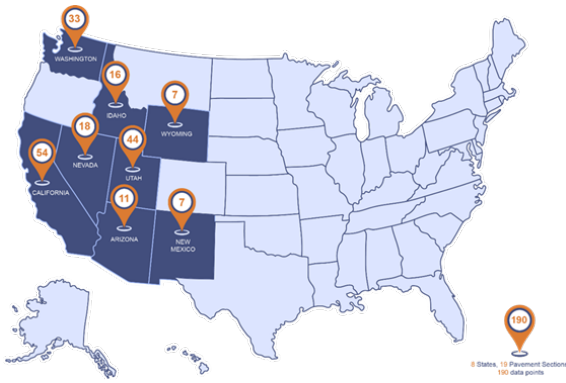 33
WASHINGTON
16
IDAHO
7
WYOMING
18
NEVADA
44
UTAH
54
CALIFORNIA
11
ARIZONA
7
NEW
MEXICO
190
8 States, 19 Pavement Sections
190 data points